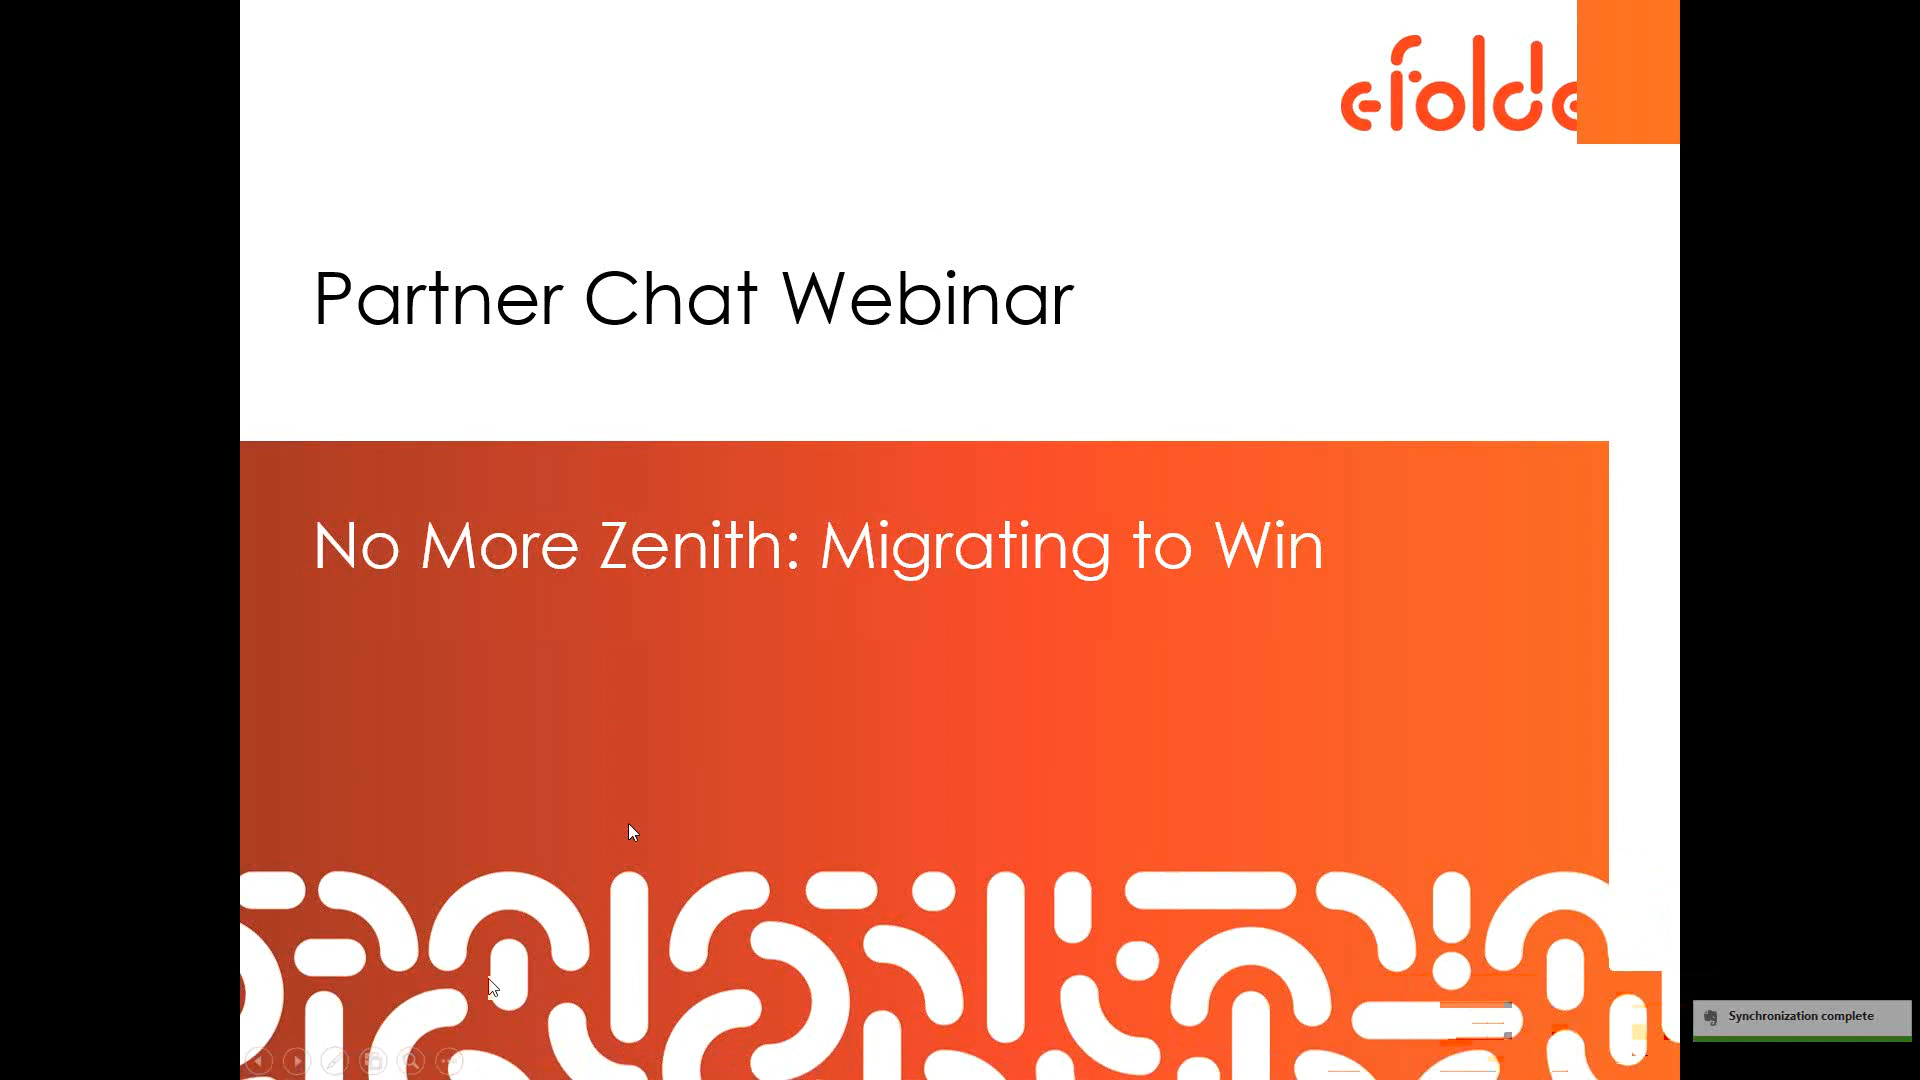 efolde
Partner Chat Webinar
No More Zenith: Migrating to Win
Synchronization complete